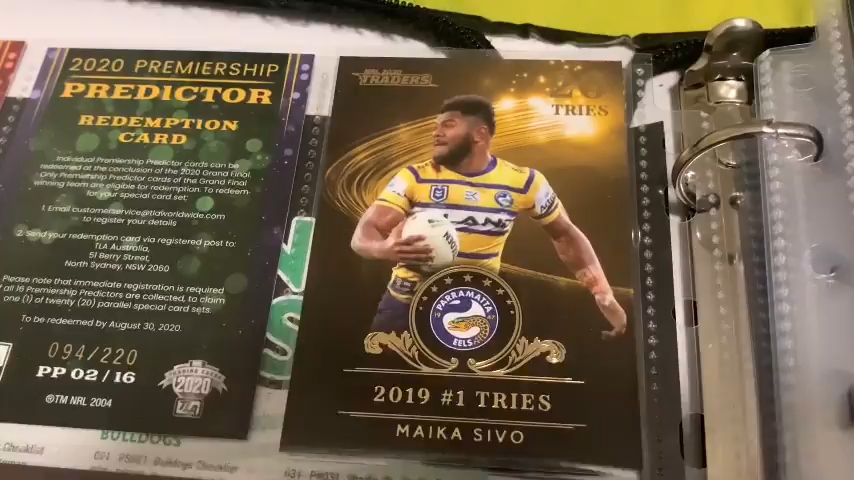 2020 PREMIERSHIP
PREDICTOR
REDEMPTION
CARD
Individual Premiership Predictor cards can be
redeemed at the conclusion of the 2020 Grand Final.
Only Premiership Predictor cards of the Grand Final
winning team are eligible for redemption. To redeem
for your special card set;
1. Email customerservice@tlaworldwide.com
to register your details
2. Send your redemption card via registered post to:
TLA Australia,
51 Berry Street,
North Sydney, NSW 2060
Please note that immediate registration is required
if all 16 Premiership Predictors are collected, to claim
one (1) of twenty (20) parallel special card sets.
To be redeemed by August 30, 2020.
094/220
PP 02 / 16
©TM NRL 2004
2020
NRL 2020
TRADERS
TRIES
PARRAMATTA
EELS
2019 #1 TRIES
MAIKA SIVO
BULLDOGS
Checklist
Bulldogs Checklist